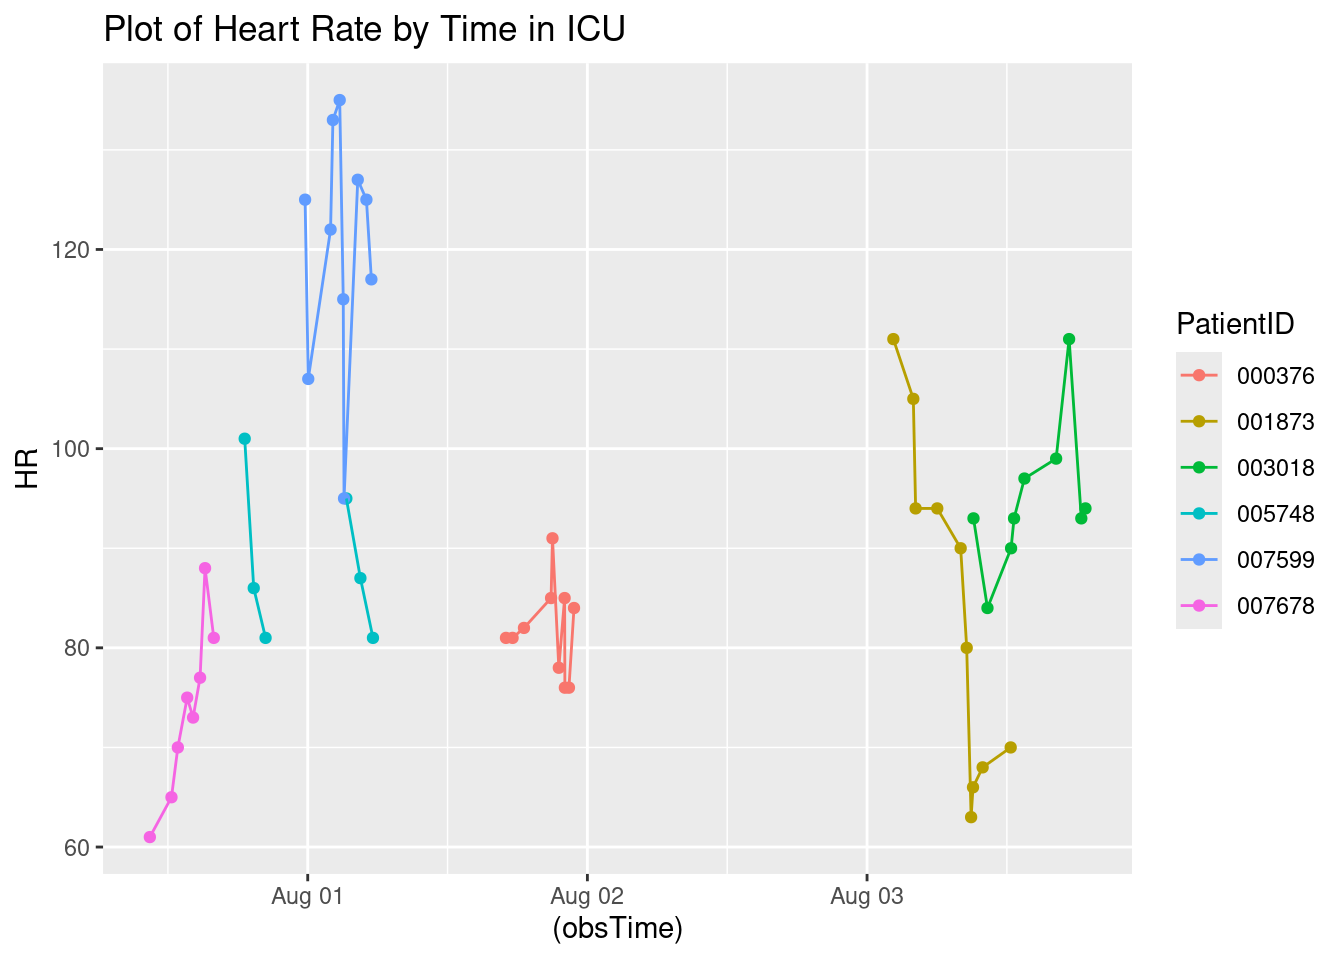 Plot of Heart Rate by Time in ICU
HR
120
100
80
60
Aug 01
Aug 02
Aug 03
(obsTime)
PatientID
000376
001873
003018
005748
007599
007678